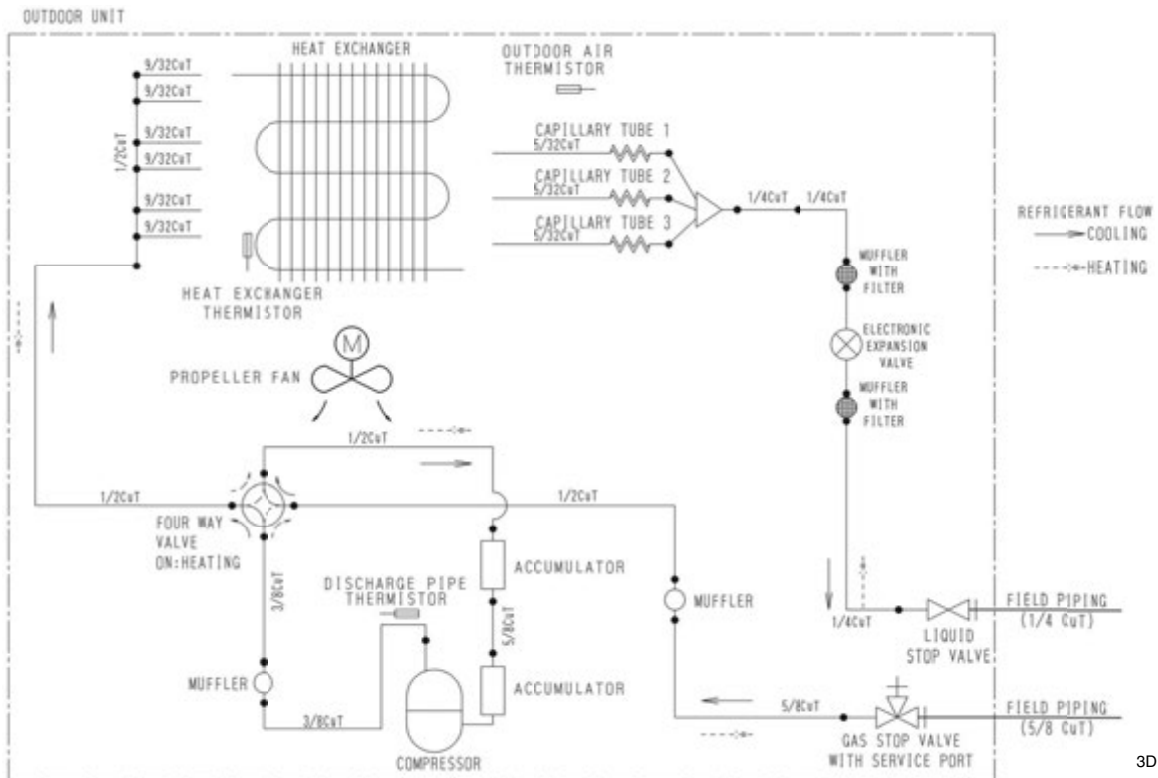 OUTDOOR UNIT
HEAT EXCHANGER
OUTDOOR AIR
THERMISTOR
9/32CuT
9/32CuT
9/32CuT
9/32CuT
9/32CuT
9/32CuT
1/2CuT
CAPILLARY TUBE 1
5/32CuT
CAPILLARY TUBE 2
5/32CuT
CAPILLARY TUBE 3
5/32CuT
1/4CuT
1/4CuT
REFRIGERANT FLOW
COOLING
HEATING
MUFFLER
WITH
FILTER
HEAT EXCHANGER
THERMISTOR
ELECTRONIC
EXPANSION
VALVE
M
PROPELLER FAN
MUFFLER
WITH
FILTER
1/2CuT
1/2CuT
1/2CuT
FOUR WAY
VALVE
ON:HEATING
3/8CuT
DISCHARGE PIPE
THERMISTOR
ACCUMULATOR
5/8CuT
MUFFLER
1/4CuT
LIQUID
STOP VALVE
FIELD PIPING
(1/4 CuT)
MUFFLER
3/8CuT
ACCUMULATOR
COMPRESSOR
5/8CuT
GAS STOP VALVE
WITH SERVICE PORT
FIELD PIPING
(5/8 CuT)
3D